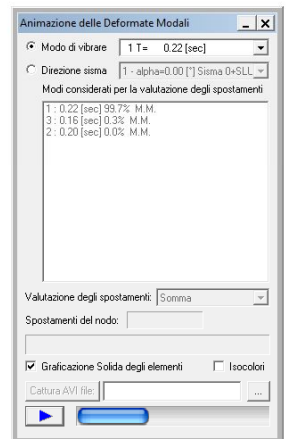 Animazione delle Deformate Modali
Modo di vibrare 1 T= 0.22 [sec]
Direzione sisma 1 - alpha=0.00 [°] Sisma 0+SLL
Modi considerati per la valutazione degli spostamenti
1 : 0.22 [sec] 99.7% M.M.
3 : 0.16 [sec] 0.3% M.M.
2 : 0.20 [sec] 0.0% M.M.
Valutazione degli spostamenti: Somma
Spostamenti del nodo:
Graficazione Solida degli elementi Isocolori
Cattura AVI file: ...